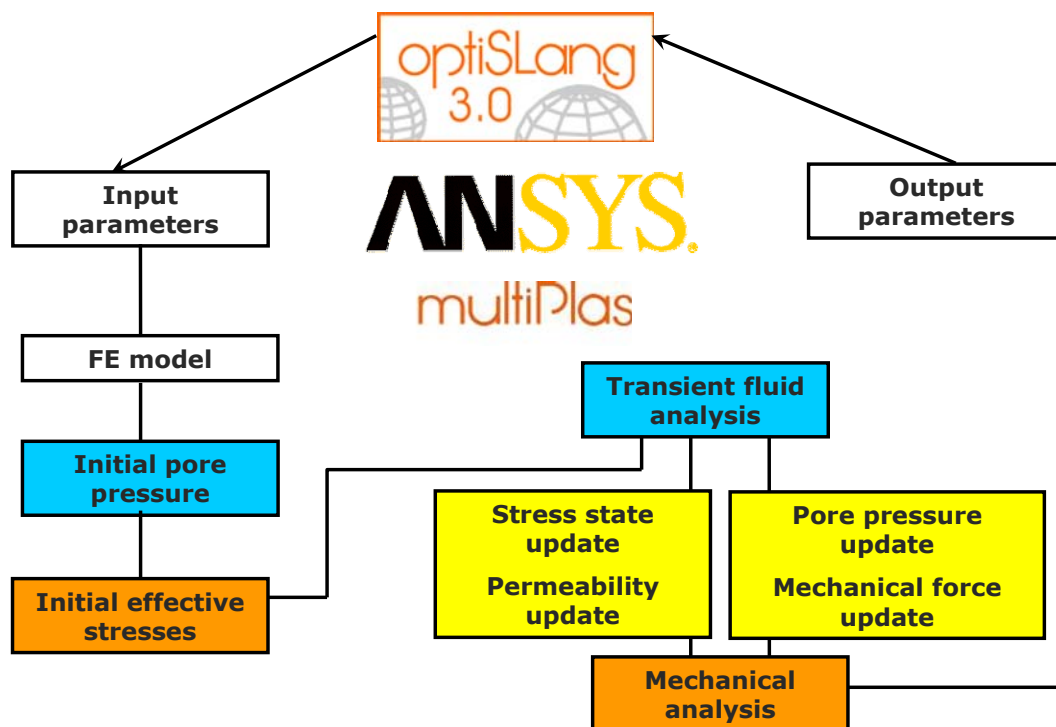 optiSLang
3.0
Input
parameters
ANSYS®
Output
parameters
multiPlas
FE model
Transient fluid
analysis
Initial pore
pressure
Stress state
update
Permeability
update
Pore pressure
update
Mechanical force
update
Initial effective
stresses
Mechanical
analysis